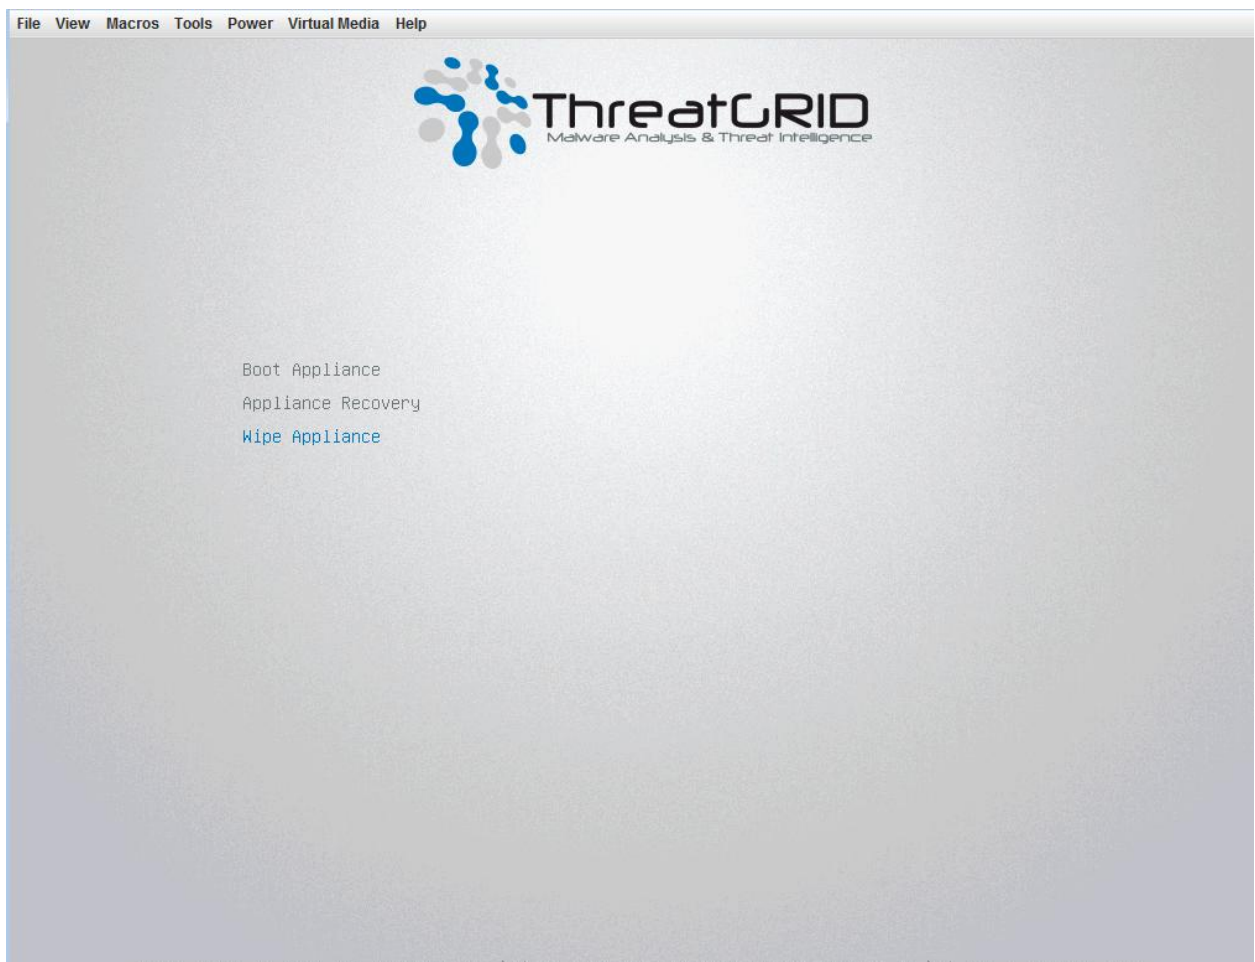 File View Macros Tools Power Virtual Media Help
ThreatGRID
Malware Analysis & Threat Intelligence
Boot Appliance
Appliance Recovery
Wipe Appliance